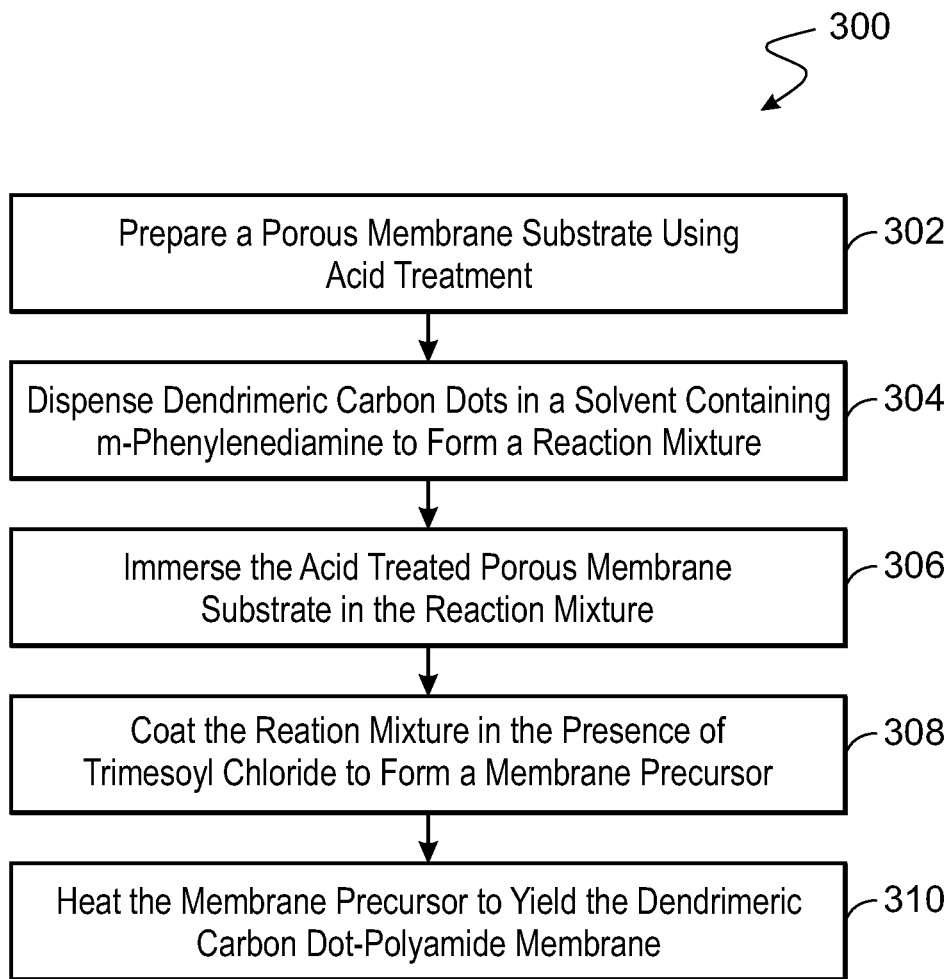 300
Prepare a Porous Membrane Substrate Using
Acid Treatment
302
Dispense Dendrimeric Carbon Dots in a Solvent Containing
m-Phenylenediamine to Form a Reaction Mixture
304
Immerse the Acid Treated Porous Membrane
Substrate in the Reaction Mixture
306
Coat the Reation Mixture in the Presence of
Trimesoyl Chloride to Form a Membrane Precursor
308
Heat the Membrane Precursor to Yield the Dendrimeric
Carbon Dot-Polyamide Membrane
310